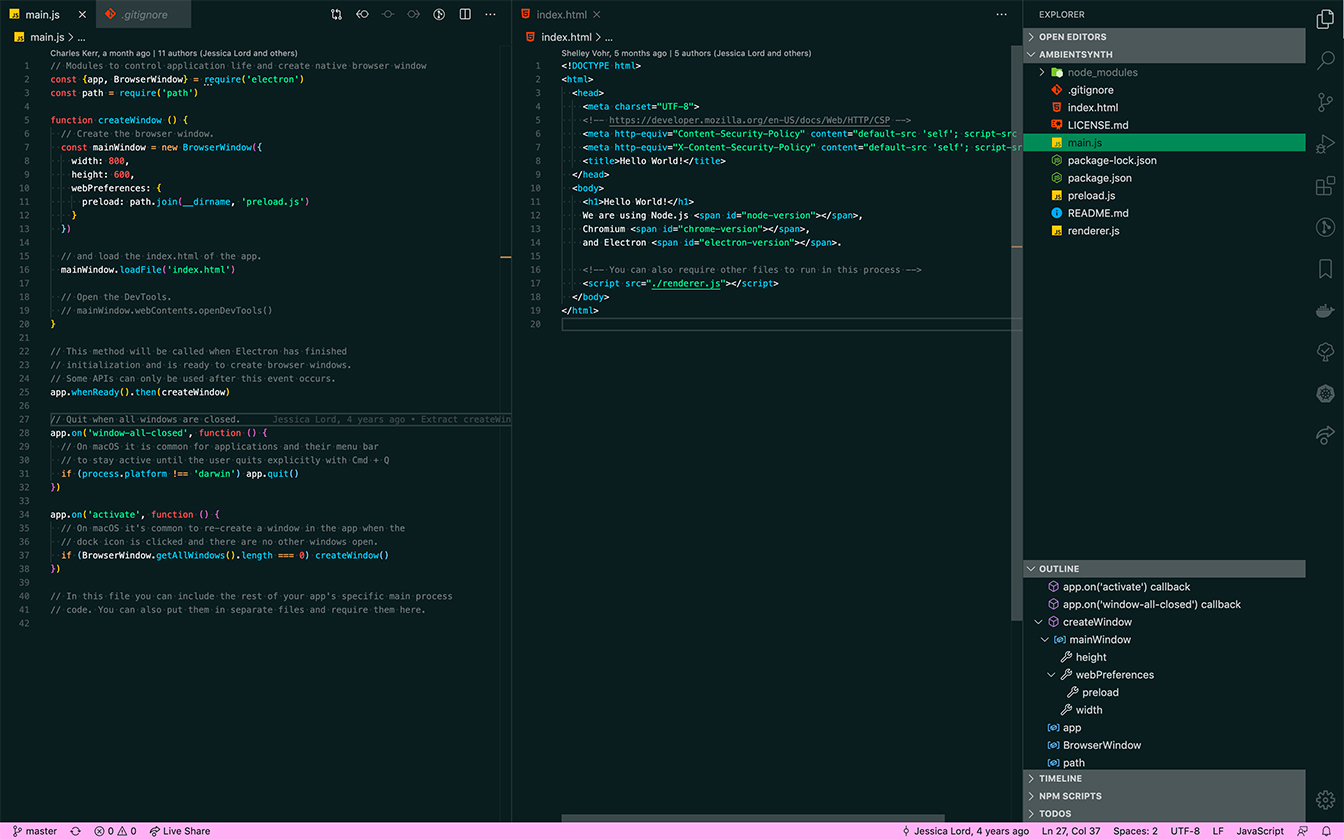 main.js
.gitignore
main.js > ...
Charles Kerr, a month ago | 11 authors (Jessica Lord and others)
1 // Modules to control application life and create native browser window
2 const {app, BrowserWindow} = require('electron')
3 const path = require('path')
4
5 function createWindow () {
6 // Create the browser window.
7 const mainWindow = new BrowserWindow({
8 width: 800,
9 height: 600,
10 webPreferences: {
11 preload: path.join(__dirname, 'preload.js')
12 }
13 })
14
15 // and load the index.html of the app.
16 mainWindow.loadFile('index.html')
17
18 // Open the DevTools.
19 // mainWindow.webContents.openDevTools()
20 }
21
22 // This method will be called when Electron has finished
23 // initialization and is ready to create browser windows.
24 // Some APIs can only be used after this event occurs.
25 app.whenReady().then(createWindow)
26
27 // Quit when all windows are closed. Jessica Lord, 4 years ago • Extract createWin
28 app.on('window-all-closed', function () {
29 // On macOS it is common for applications and their menu bar
30 // to stay active until the user quits explicitly with Cmd + Q
31 if (process.platform !== 'darwin') app.quit()
32 })
33
34 app.on('activate', function () {
35 // On macOS it's common to re-create a window in the app when the
36 // dock icon is clicked and there are no other windows open.
37 if (BrowserWindow.getAllWindows().length === 0) createWindow()
38 })
39
40 // In this file you can include the rest of your app's specific main process
41 // code. You can also put them in separate files and require them here.
42
index.html
index.html > ...
Shelley Vohr, 5 months ago | 5 authors (Jessica Lord and others)
1 <!DOCTYPE html>
2 <html>
3 <head>
4 <meta charset="UTF-8">
5 <!-- https://developer.mozilla.org/en-US/docs/Web/HTTP/CSP -->
6 <meta http-equiv="Content-Security-Policy" content="default-src 'self'; script-src
7 <meta http-equiv="X-Content-Security-Policy" content="default-src 'self'; script-sr
8 <title>Hello World!</title>
9 </head>
10 <body>
11 <h1>Hello World!</h1>
12 We are using Node.js <span id="node-version"></span>,
13 Chromium <span id="chrome-version"></span>,
14 and Electron <span id="electron-version"></span>.
15
16 <!-- You can also require other files to run in this process -->
17 <script src="./renderer.js"></script>
18 </body>
19 </html>
20
EXPLORER
OPEN EDITORS
AMBIENTSYNTH
node_modules
.gitignore
index.html
LICENSE.md
main.js
package-lock.json
package.json
preload.js
README.md
renderer.js
OUTLINE
app.on('activate') callback
app.on('window-all-closed') callback
createWindow
mainWindow
height
webPreferences
preload
width
app
BrowserWindow
path
TIMELINE
NPM SCRIPTS
TODOS
master 0 0 Live Share Jessica Lord, 4 years ago Ln 27, Col 37 Spaces: 2 UTF-8 LF JavaScript